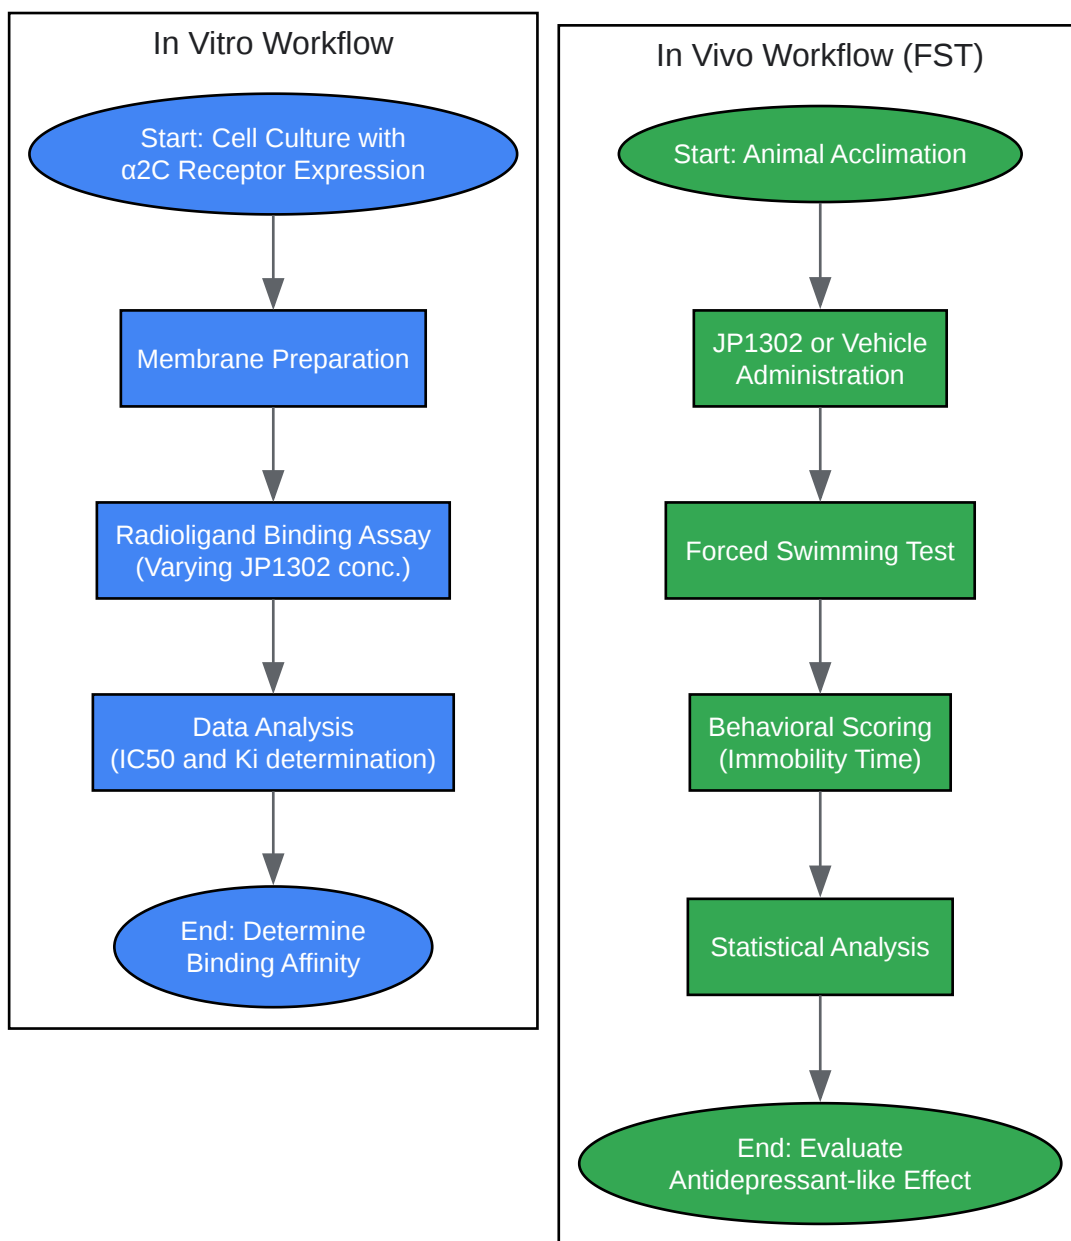 In Vitro Workflow
Start: Cell Culture with
α2C Receptor Expression
Membrane Preparation
Radioligand Binding Assay
(Varying JP1302 conc.)
Data Analysis
(IC50 and Ki determination)
End: Determine
Binding Affinity
In Vivo Workflow (FST)
Start: Animal Acclimation
JP1302 or Vehicle
Administration
Forced Swimming Test
Behavioral Scoring
(Immobility Time)
Statistical Analysis
End: Evaluate
Antidepressant-like Effect